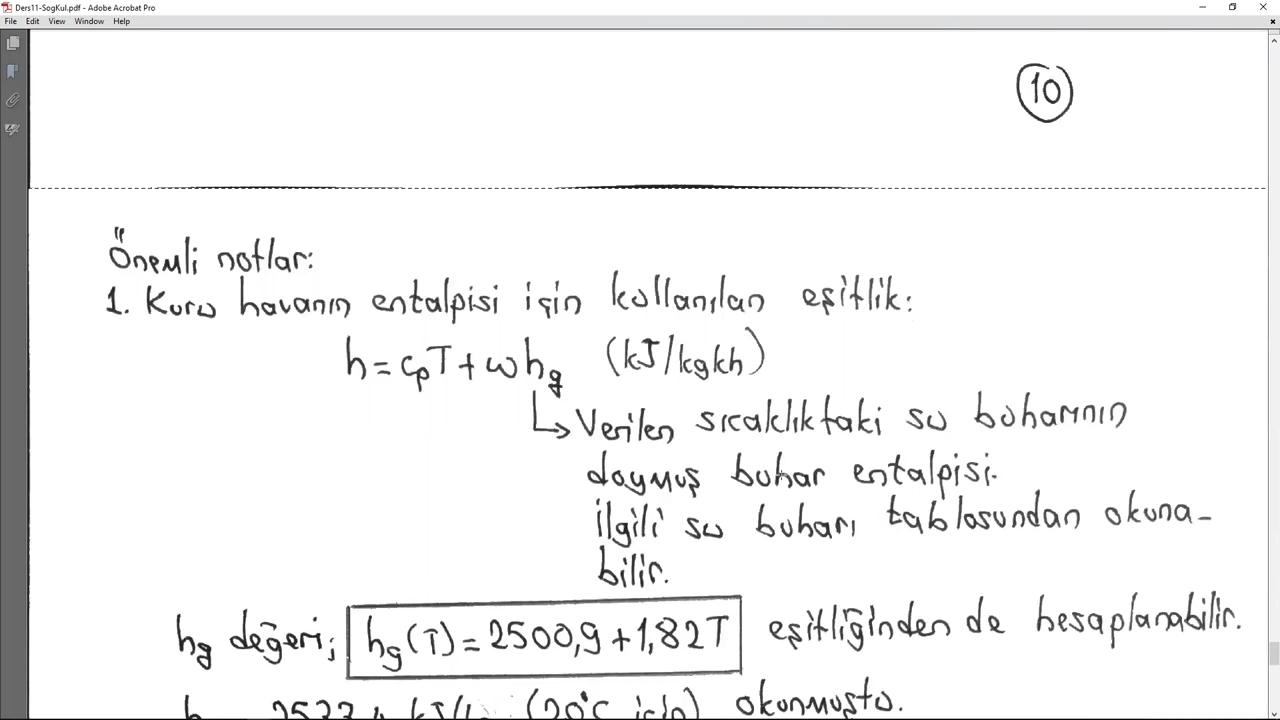 Ders11-SogKul.pdf - Adobe Acrobat Pro
File Edit View Window Help
10
Önemli notlar:
1. Kuru havanın entalpisi için kullanılan eşitlik:
h = cpT + ωhg (kJ/kgkh)
Verilen sıcaklıktaki su buharının
doymuş buhar entalpisi.
İlgili su buharı tablosundan okuna-
bilir.
hg değeri; hg(T) = 2500,9 + 1,82T eşitliğinden de hesaplanabilir.
(20°C için) okunmuştu.